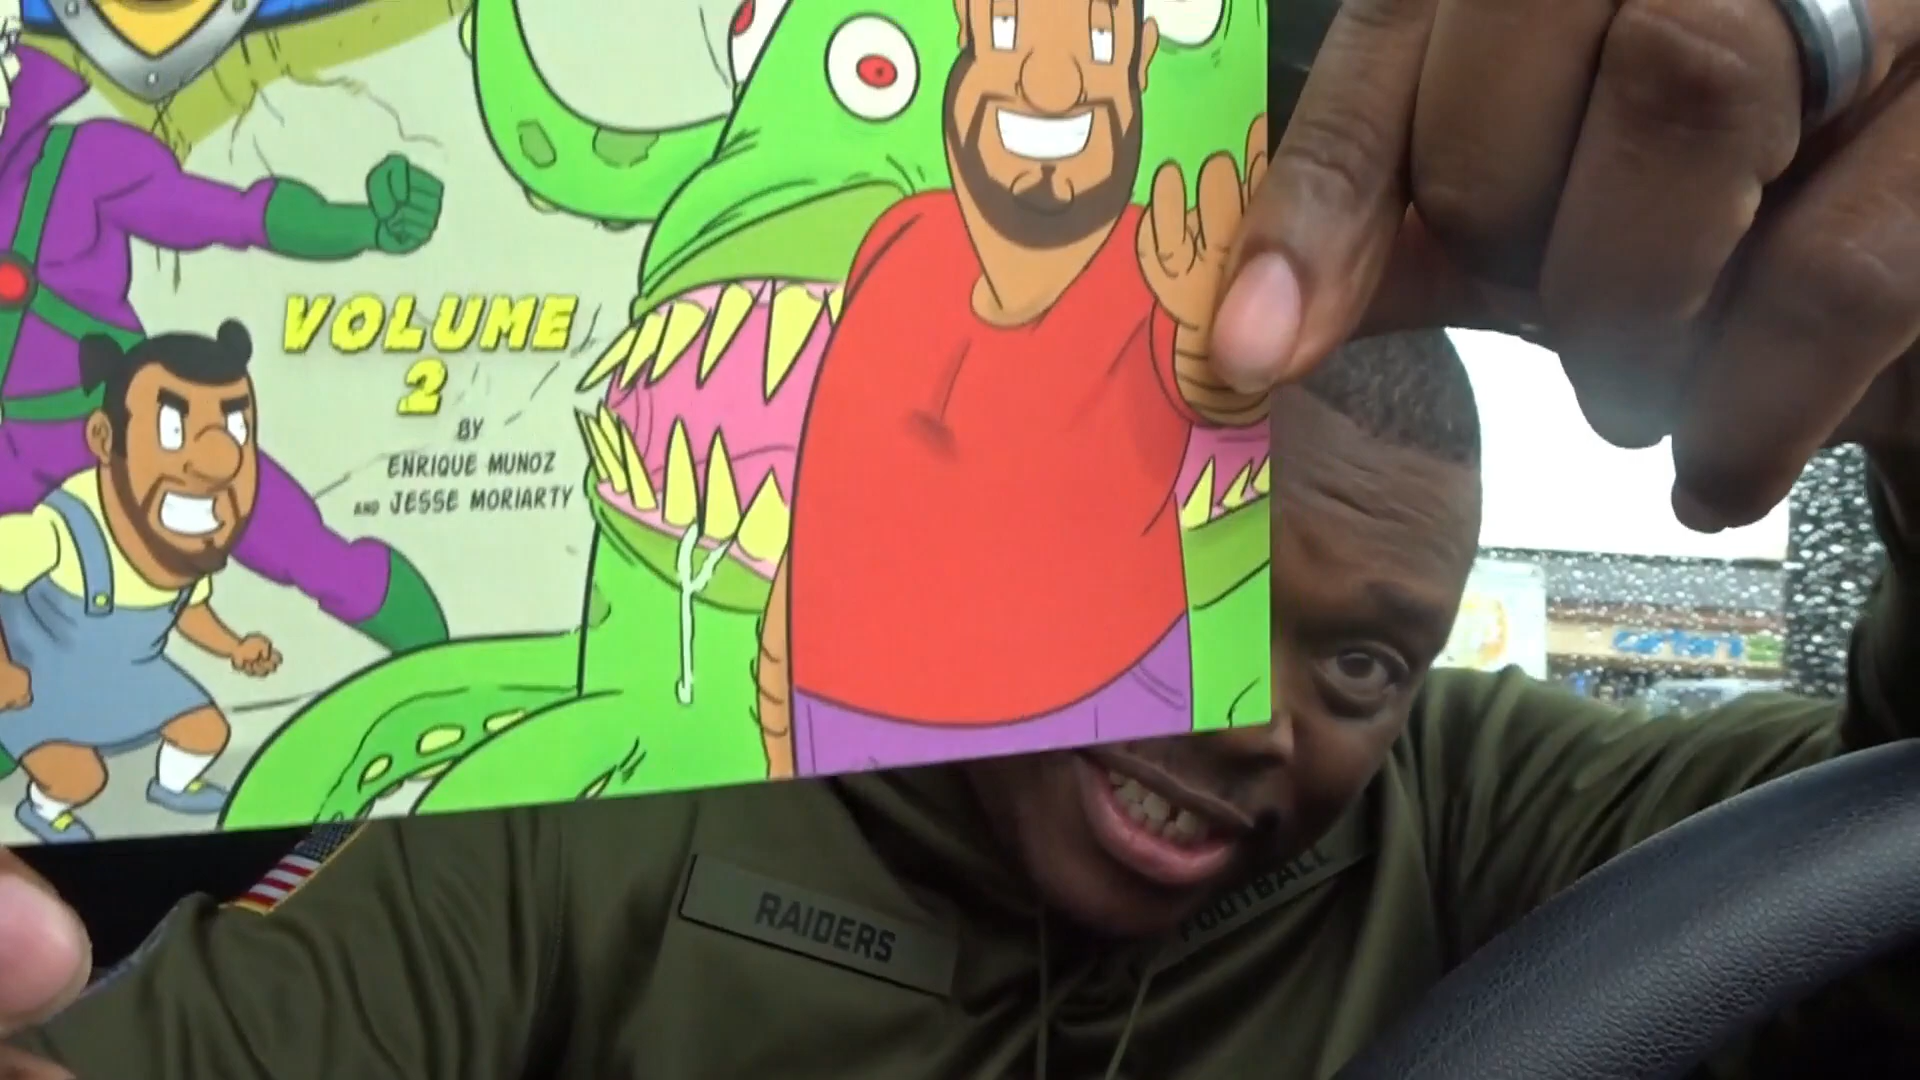 VOLUME
2
BY
ENRIQUE MUNOZ
AND JESSE MORIARTY
RAIDERS
FOOTBALL